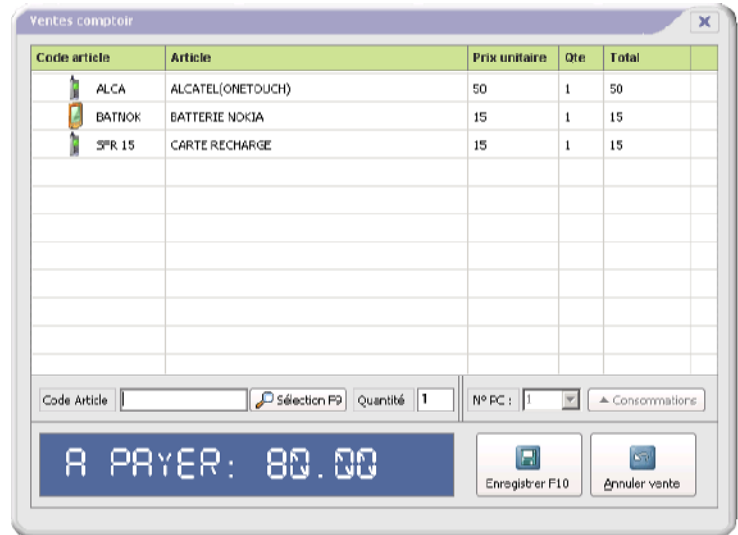 Ventes comptoir
Code article Article Prix unitaire Qte Total
ALCA ALCATEL(ONETOUCH) 50 1 50
BATNOK BATTERIE NOKIA 15 1 15
SFR 15 CARTE RECHARGE 15 1 15
Code Article Sélection F9 Quantité 1 N° PC : 1 Consommations
A PAYER: 80.00
Enregistrer F10 Annuler vente